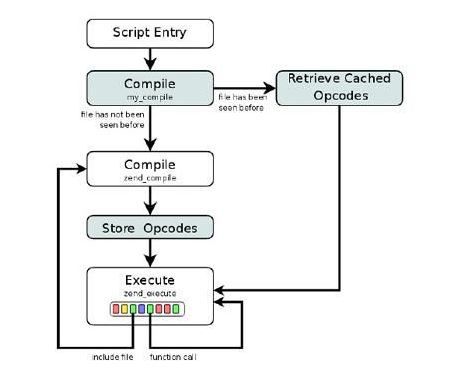 Script Entry
Compile
my_compile
Retrieve Cached
Opcodes
file has been
seen before
file has not been
seen before
Compile
zend_compile
Store Opcodes
Execute
zend_execute
include file
function call